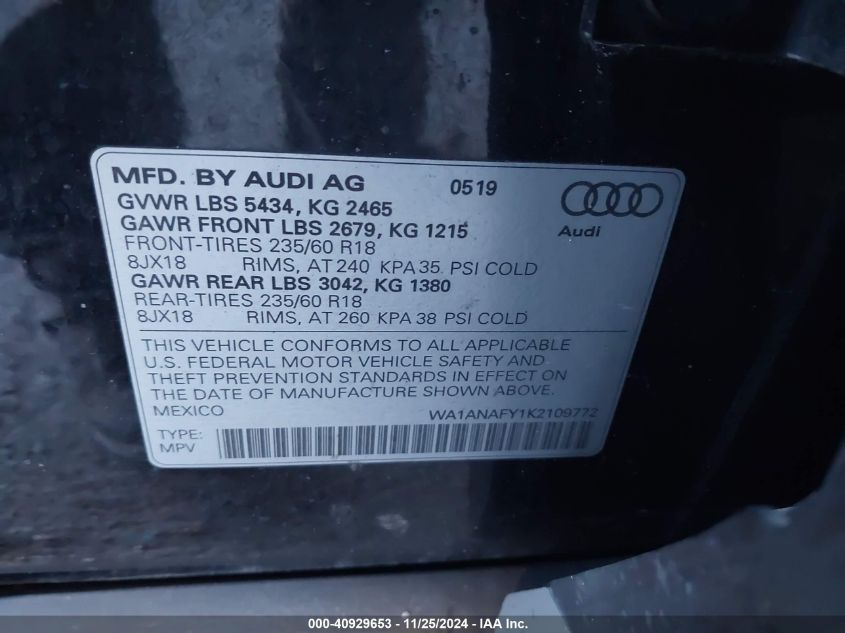 MFD. BY AUDI AG 0519
GVWR LBS 5434, KG 2465
GAWR FRONT LBS 2679, KG 1215
FRONT-TIRES 235/60 R18
8JX18 RIMS, AT 240 KPA 35 PSI COLD
GAWR REAR LBS 3042, KG 1380
REAR-TIRES 235/60 R18
8JX18 RIMS, AT 260 KPA 38 PSI COLD
Audi
THIS VEHICLE CONFORMS TO ALL APPLICABLE
U.S. FEDERAL MOTOR VEHICLE SAFETY AND
THEFT PREVENTION STANDARDS IN EFFECT ON
THE DATE OF MANUFACTURE SHOWN ABOVE.
MEXICO WA1ANAFY1K2109772
TYPE:
MPV
000-40929653 - 11/25/2024 - IAA Inc.